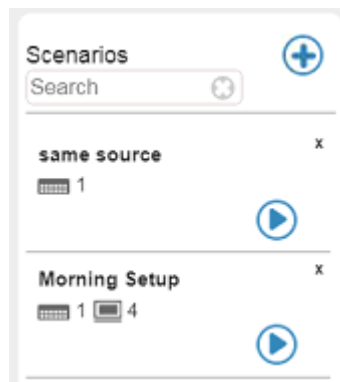 Scenarios
Search
same source
x
1
Morning Setup
x
1 4